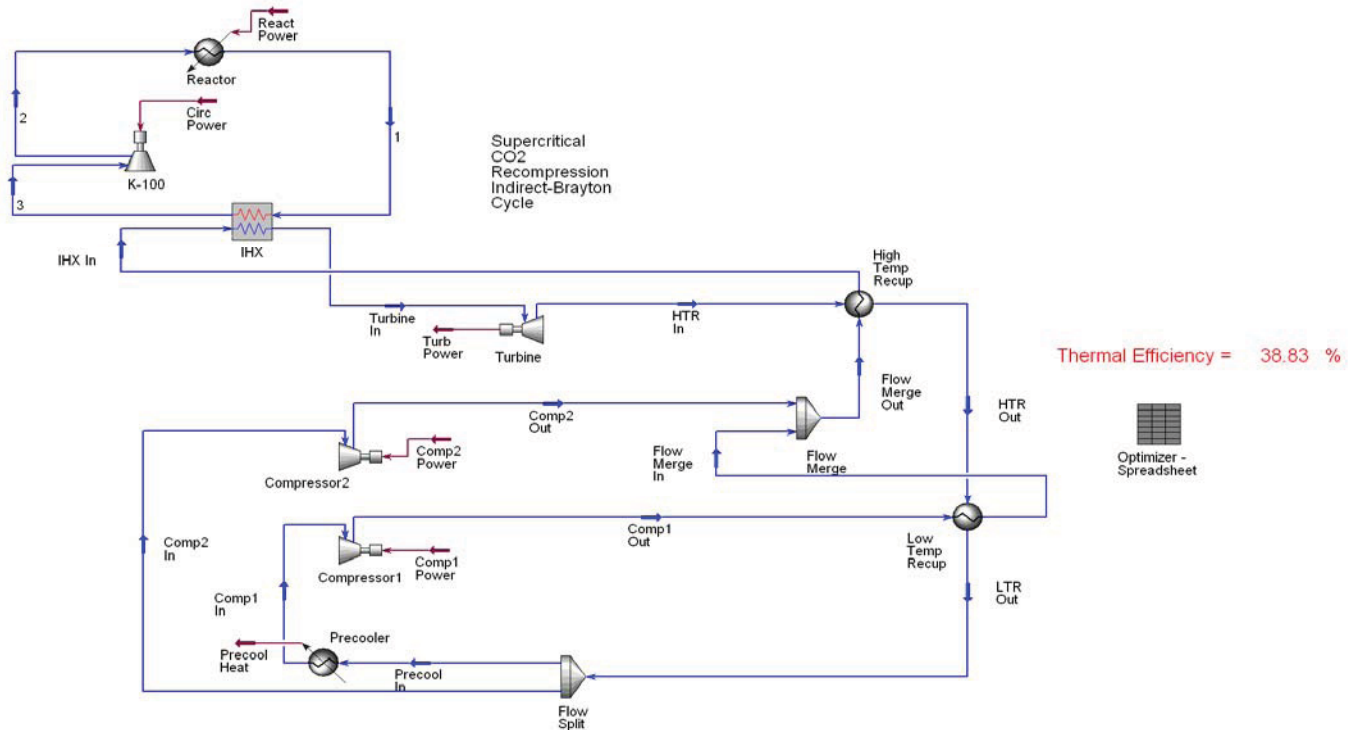 React
Power
Reactor
2
Circ
Power
1
K-100
3
Supercritical
CO2
Recompression
Indirect-Brayton
Cycle
IHX
IHX In
High
Temp
Recup
Turbine
In
HTR
In
Turb
Power
Turbine
Thermal Efficiency = 38.83 %
Flow
Merge
Out
HTR
Out
Comp2
Out
Comp2
Power
Compressor2
Flow
Merge
In
Flow
Merge
Optimizer -
Spreadsheet
Comp2
In
Comp1
Out
Comp1
Power
Compressor1
Low
Temp
Recup
Comp1
In
LTR
Out
Precooler
Precool
Heat
Precool
In
Flow
Split